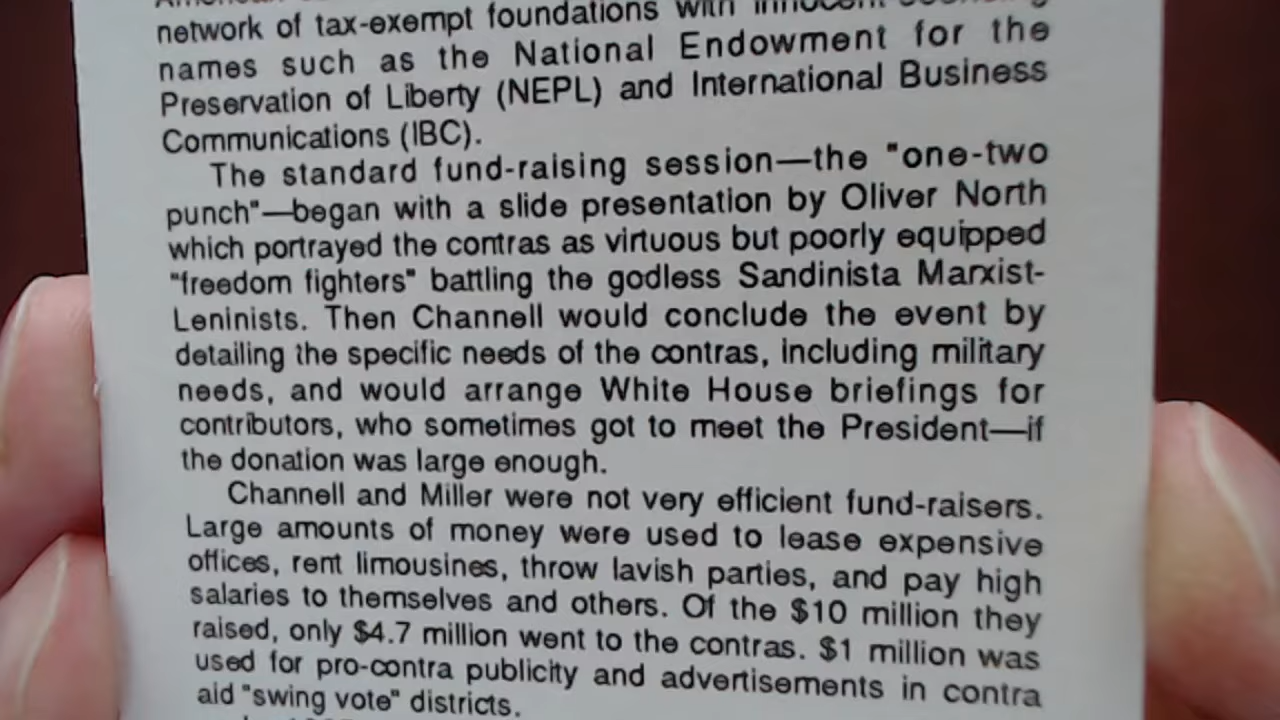 network of tax-exempt foundations with innocent
names such as the National Endowment for the
Preservation of Liberty (NEPL) and International Business
Communications (IBC).
The standard fund-raising session—the "one-two
punch"—began with a slide presentation by Oliver North
which portrayed the contras as virtuous but poorly equipped
"freedom fighters" battling the godless Sandinista Marxist-
Leninists. Then Channell would conclude the event by
detailing the specific needs of the contras, including military
needs, and would arrange White House briefings for
contributors, who sometimes got to meet the President—if
the donation was large enough.
Channell and Miller were not very efficient fund-raisers.
Large amounts of money were used to lease expensive
offices, rent limousines, throw lavish parties, and pay high
salaries to themselves and others. Of the $10 million they
raised, only $4.7 million went to the contras. $1 million was
used for pro-contra publicity and advertisements in contra
aid "swing vote" districts.